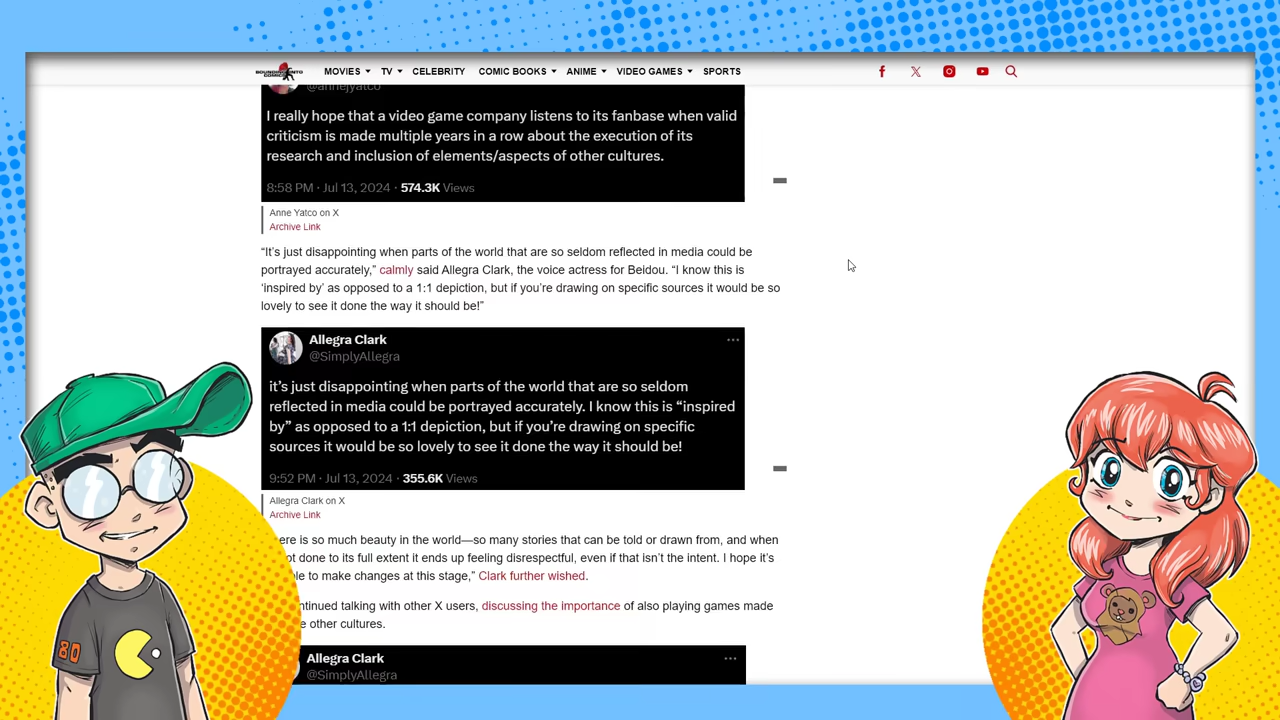 BOUNDING INTO COMICS
MOVIES TV CELEBRITY COMIC BOOKS ANIME VIDEO GAMES SPORTS
@annejyatco
I really hope that a video game company listens to its fanbase when valid
criticism is made multiple years in a row about the execution of its
research and inclusion of elements/aspects of other cultures.
8:58 PM · Jul 13, 2024 · 574.3K Views
Anne Yatco on X
Archive Link
“It’s just disappointing when parts of the world that are so seldom reflected in media could be
portrayed accurately,” calmly said Allegra Clark, the voice actress for Beidou. “I know this is
‘inspired by’ as opposed to a 1:1 depiction, but if you’re drawing on specific sources it would be so
lovely to see it done the way it should be!”
Allegra Clark
@SimplyAllegra
it’s just disappointing when parts of the world that are so seldom
reflected in media could be portrayed accurately. I know this is “inspired
by” as opposed to a 1:1 depiction, but if you’re drawing on specific
sources it would be so lovely to see it done the way it should be!
9:52 PM · Jul 13, 2024 · 355.6K Views
Allegra Clark on X
Archive Link
ere is so much beauty in the world—so many stories that can be told or drawn from, and when
ot done to its full extent it ends up feeling disrespectful, even if that isn’t the intent. I hope it’s
le to make changes at this stage,” Clark further wished.
ntinued talking with other X users, discussing the importance of also playing games made
e other cultures.
Allegra Clark
@SimplyAllegra
80